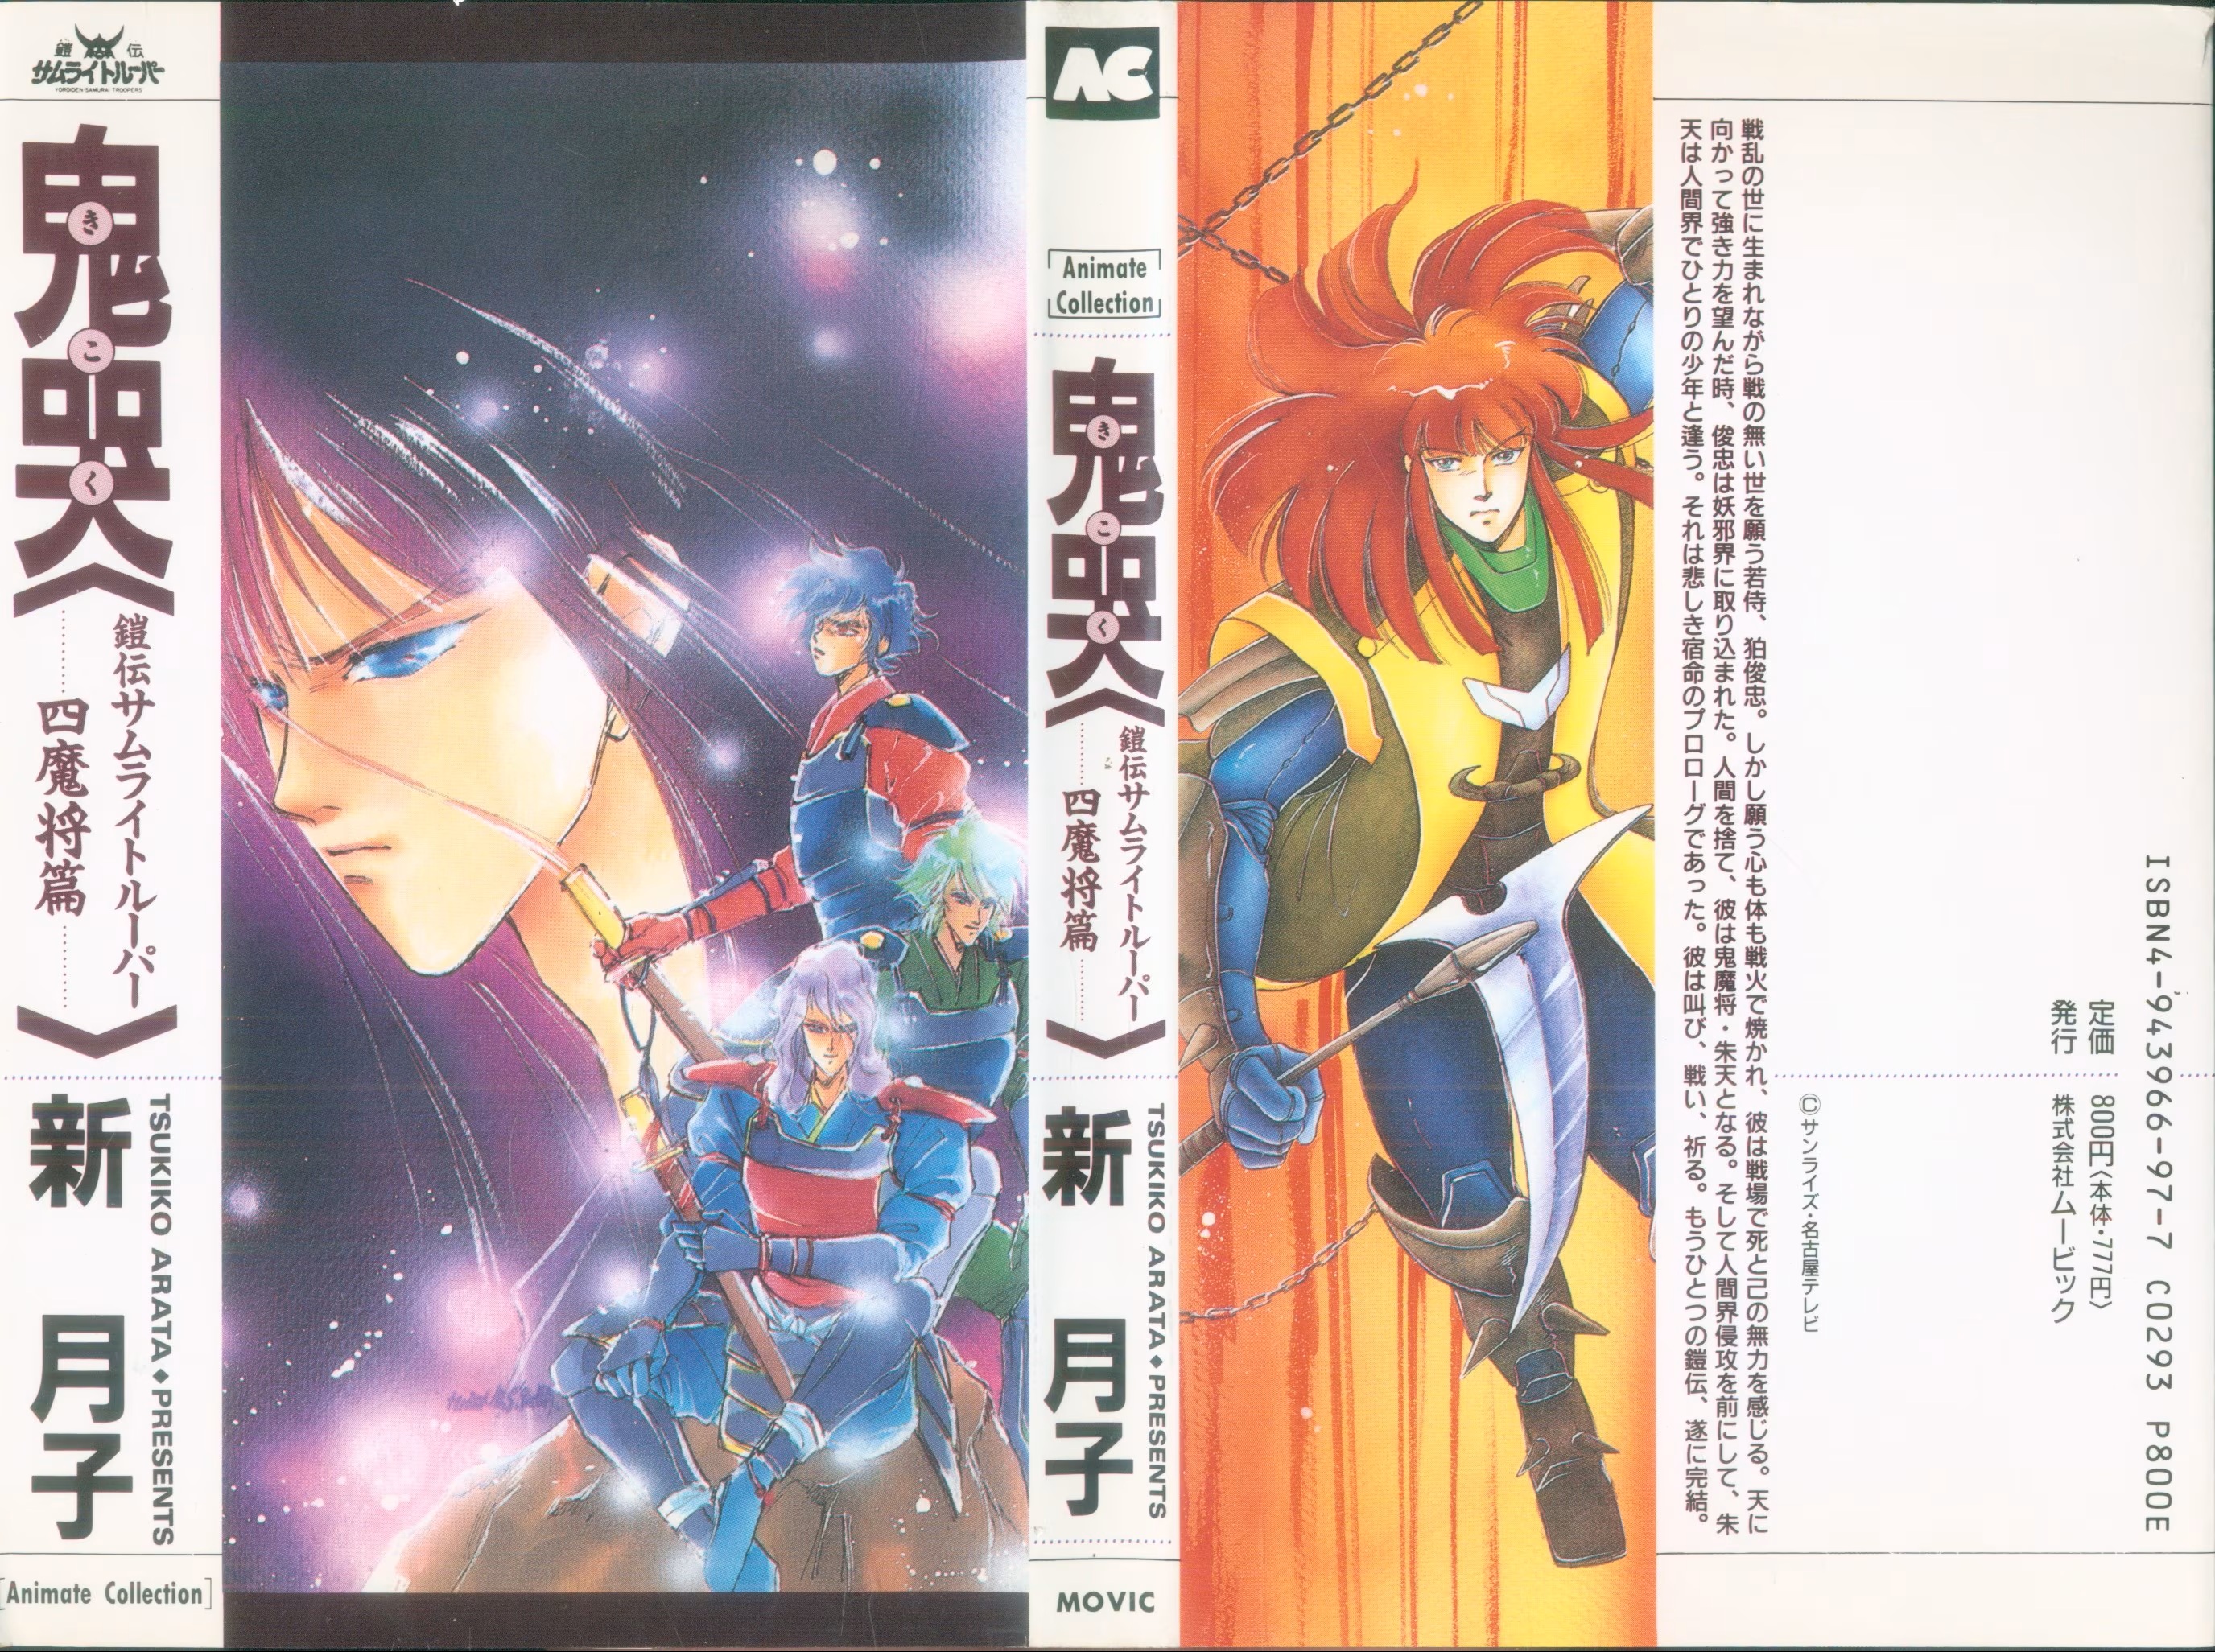 鎧伝
サムライトルーパー
YOROIDEN SAMURAI TROOPERS
鬼哭
きこく
《鎧伝サムライトルーパー
四魔将篇》
新月子
TSUKIKO ARATA◆PRESENTS
Animate Collection
AC
Animate
Collection
鬼哭
きこく
《鎧伝サムライトルーパー
四魔将篇》
新月子
TSUKIKO ARATA◆PRESENTS
MOVIC
戦乱の世に生まれながら戦の無い世を願う若侍、狛俊忠。しかし願う心も体も戦火で焼かれ、彼は戦場で死と己の無力を感じる。天に
向かって強き力を望んだ時、俊忠は妖邪界に取り込まれた。人間を捨て、彼は鬼魔将・朱天となる。そして人間界侵攻を前にして、朱
天は人間界でひとりの少年と逢う。それは悲しき宿命のプロローグであった。彼は叫び、戦い、祈る。もうひとつの鎧伝、遂に完結。
©サンライズ・名古屋テレビ
ISBN4-943966-97-7 C0293 P800E
定価 800円〈本体・777円〉
発行 株式会社ムービック